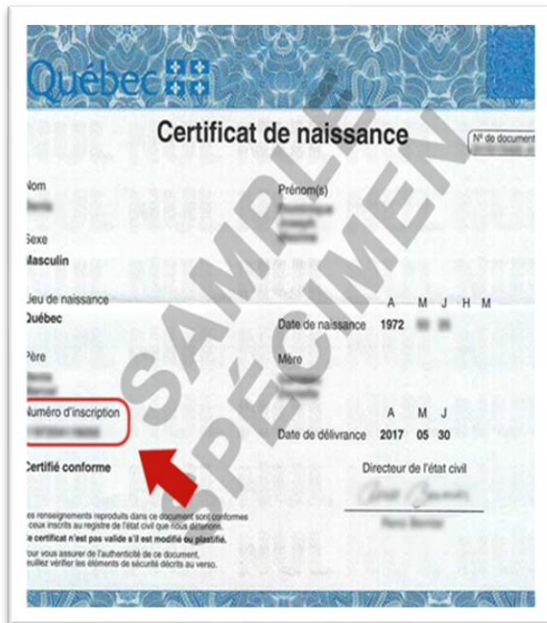 Québec
Certificat de naissance
Nº de document
Nom
Prénom(s)
Sexe
Masculin
Lieu de naissance
Québec
A M J H M
Date de naissance 1972
Père
Mère
Numéro d'inscription
A M J
Date de délivrance 2017 05 30
Certifié conforme
Directeur de l'état civil
Les renseignements reproduits dans ce document sont conformes
à ceux inscrits au registre de l'état civil que nous détenons.
Ce certificat n'est pas valide s'il est modifié ou plastifié.
Pour vous assurer de l'authenticité de ce document,
veuillez vérifier les éléments de sécurité décrits au verso.
SAMPLE
SPÉCIMEN